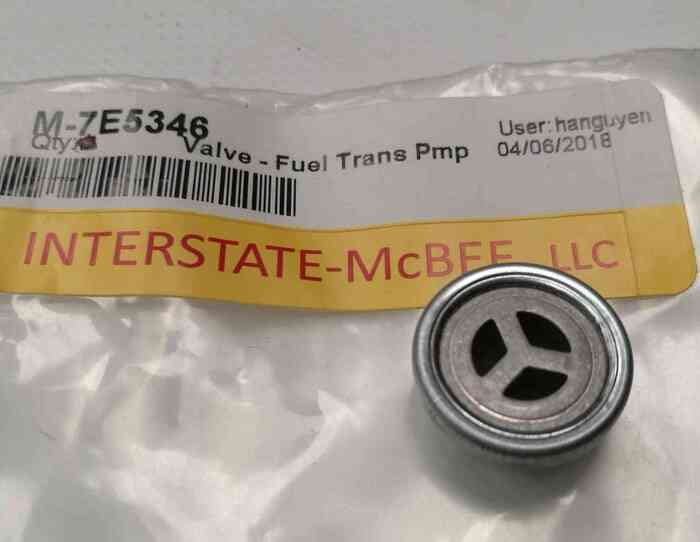 M-7E5346
Qty:
Valve - Fuel Trans Pmp
User:hanguyen
04/06/2018
INTERSTATE-McBEE, LLC